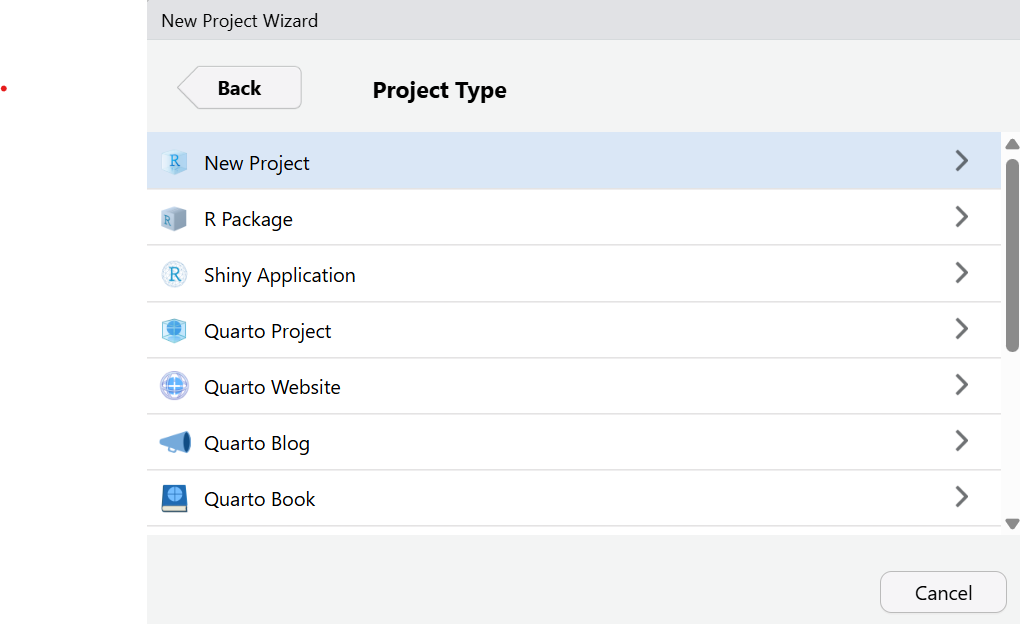 New Project Wizard
Back
Project Type
R New Project
R R Package
R Shiny Application
Quarto Project
Quarto Website
Quarto Blog
Quarto Book
Cancel